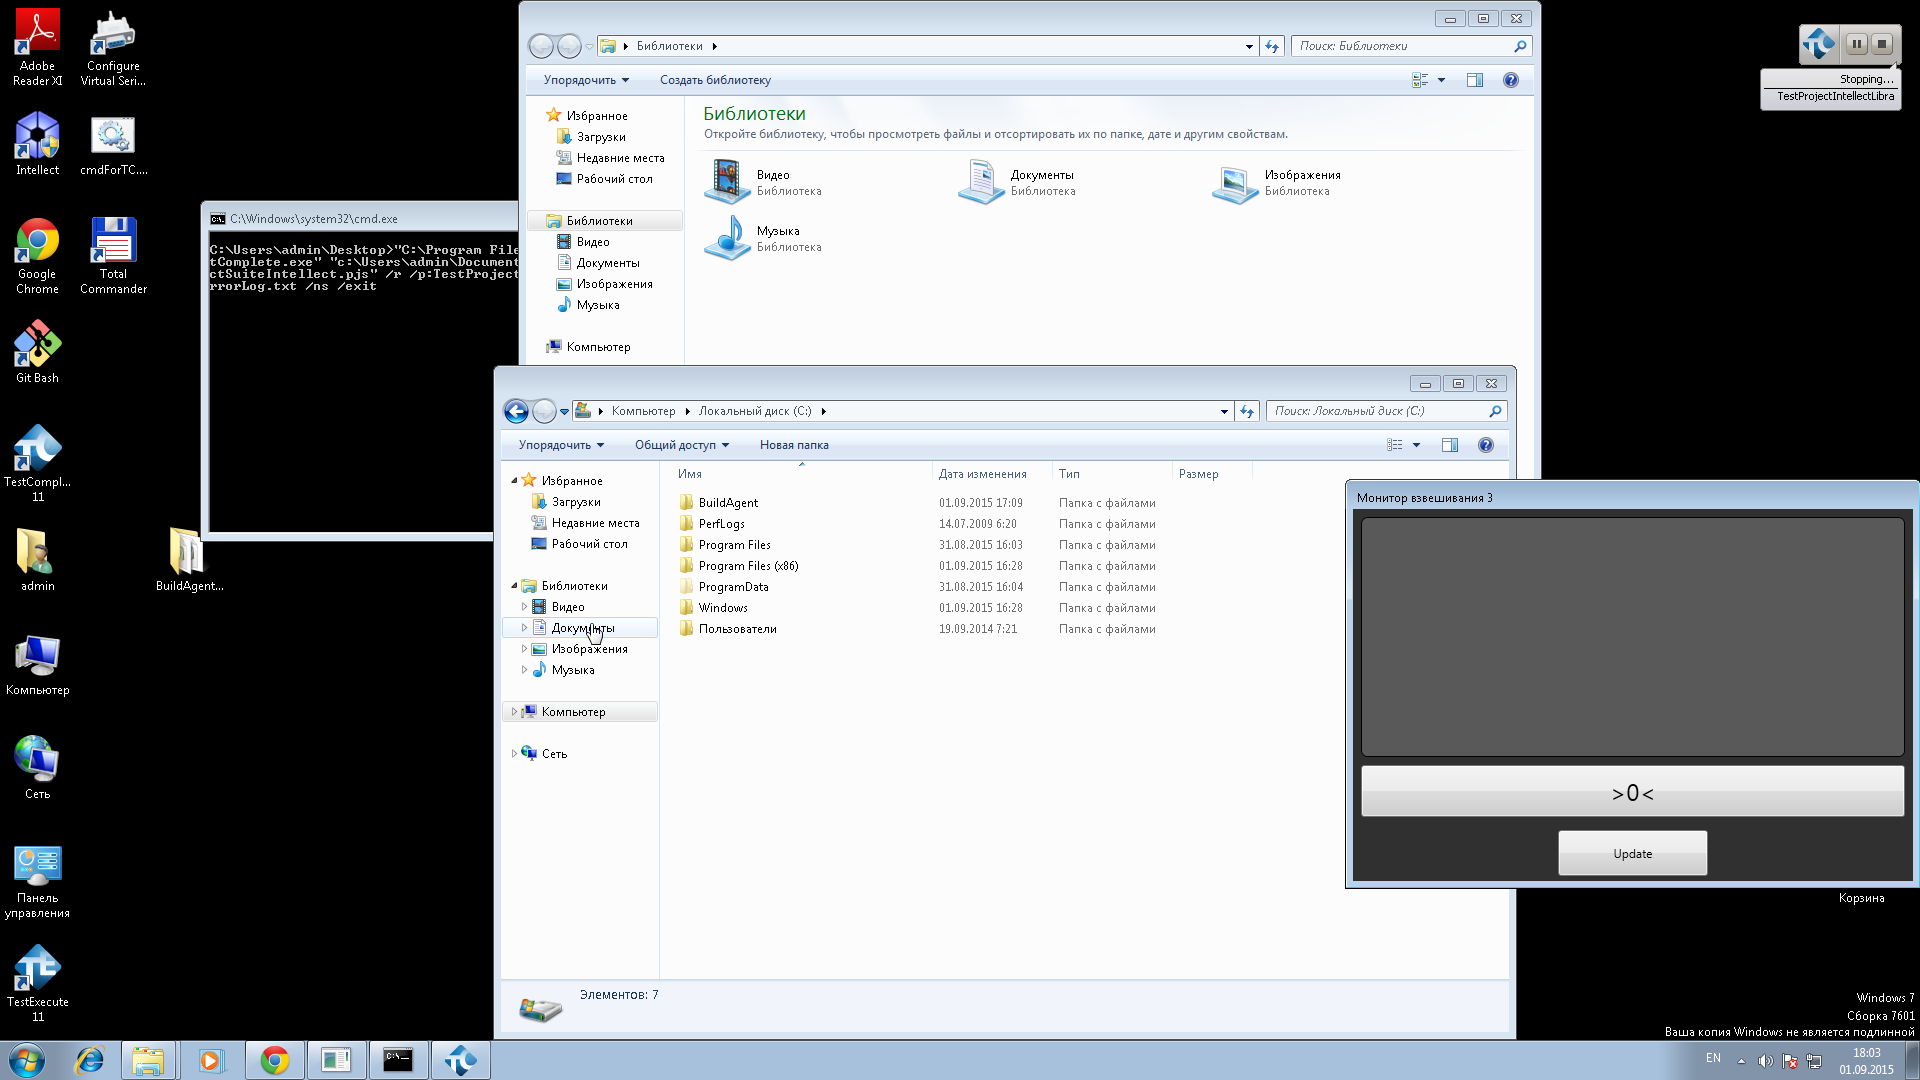 Adobe
Reader XI
Configure
Virtual Seri...
Intellect
cmdForTC....
Google
Chrome
Total
Commander
Git Bash
TestCompl...
11
admin
BuildAgent...
Компьютер
Сеть
Панель
управления
TestExecute
11
C:\Windows\system32\cmd.exe
C:\Users\admin\Desktop>"C:\Program File
tComplete.exe" "c:\Users\admin\Document
ctSuiteIntellect.pjs" /r /p:TestProject
rrorLog.txt /ns /exit
Библиотеки
Поиск: Библиотеки
Упорядочить
Создать библиотеку
Избранное
Загрузки
Недавние места
Рабочий стол
Библиотеки
Видео
Документы
Изображения
Музыка
Компьютер
Библиотеки
Откройте библиотеку, чтобы просмотреть файлы и отсортировать их по папке, дате и другим свойствам.
Видео
Библиотека
Документы
Библиотека
Изображения
Библиотека
Музыка
Библиотека
Stopping...
TestProjectIntellectLibra
Компьютер
Локальный диск (C:)
Поиск: Локальный диск (C:)
Упорядочить
Общий доступ
Новая папка
Избранное
Загрузки
Недавние места
Рабочий стол
Библиотеки
Видео
Документы
Изображения
Музыка
Компьютер
Сеть
Имя Дата изменения Тип Размер
BuildAgent 01.09.2015 17:09 Папка с файлами
PerfLogs 14.07.2009 6:20 Папка с файлами
Program Files 31.08.2015 16:03 Папка с файлами
Program Files (x86) 01.09.2015 16:28 Папка с файлами
ProgramData 31.08.2015 16:04 Папка с файлами
Windows 01.09.2015 16:28 Папка с файлами
Пользователи 19.09.2014 7:21 Папка с файлами
Элементов: 7
Монитор взвешивания 3
>0<
Update
Корзина
Windows 7
Сборка 7601
Ваша копия Windows не является подлинной
EN
18:03
01.09.2015